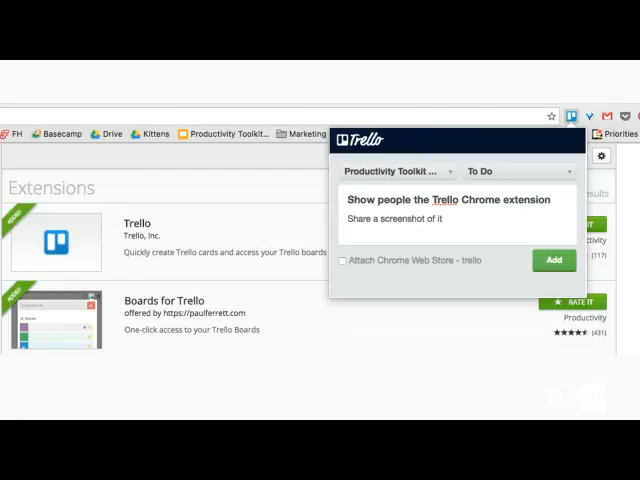 FH Basecamp Drive Kittens Productivity Toolkit... Marketing Priorities
Trello
Productivity Toolkit ... To Do
Show people the Trello Chrome extension
Share a screenshot of it
Attach Chrome Web Store - trello Add
Extensions
ADDED
Trello
Trello, Inc.
Quickly create Trello cards and access your Trello boards
(117)
ADDED
Boards for Trello
offered by https://paulferrett.com
One-click access to your Trello Boards
RATE IT
Productivity
(431)